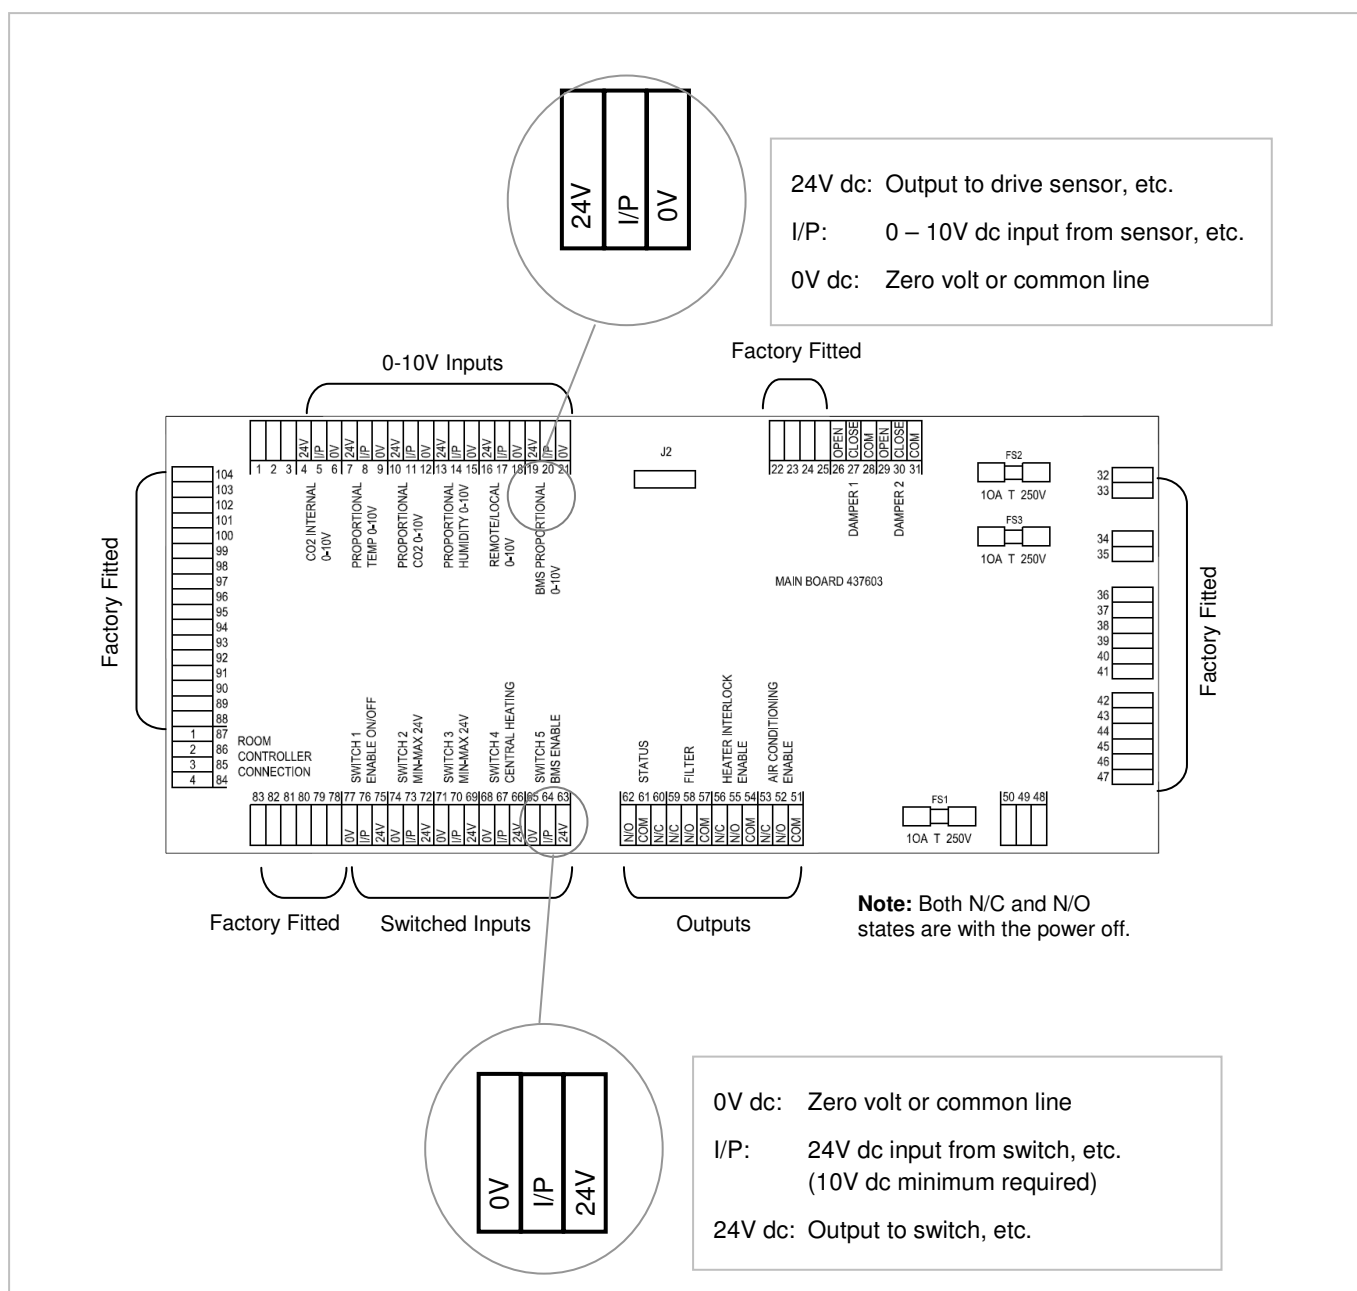 24V
I/P
0V
24V dc: Output to drive sensor, etc.
I/P: 0 – 10V dc input from sensor, etc.
0V dc: Zero volt or common line
0-10V Inputs
Factory Fitted
24V I/P 0V 24V I/P 0V 24V I/P 0V 24V I/P 0V 24V I/P 0V 24V I/P 0V
1 2 3 4 5 6 7 8 9 10 11 12 13 14 15 16 17 18 19 20 21
CO2 INTERNAL
0-10V
PROPORTIONAL
TEMP 0-10V
PROPORTIONAL
CO2 0-10V
PROPORTIONAL
HUMIDITY 0-10V
REMOTE/LOCAL
0-10V
BMS PROPORTIONAL
0-10V
J2
OPEN CLOSE COM OPEN CLOSE COM
22 23 24 25 26 27 28 29 30 31
DAMPER 1
DAMPER 2
FS2
10A T 250V
FS3
10A T 250V
MAIN BOARD 437603
Factory Fitted
104
103
102
101
100
99
98
97
96
95
94
93
92
91
90
89
88
1 87
2 86
3 85
4 84
ROOM
CONTROLLER
CONNECTION
32
33
34
35
36
37
38
39
40
41
42
43
44
45
46
47
Factory Fitted
SWITCH 1
ENABLE ON/OFF
SWITCH 2
MIN-MAX 24V
SWITCH 3
MIN-MAX 24V
SWITCH 4
CENTRAL HEATING
SWITCH 5
BMS ENABLE
STATUS
FILTER
HEATER INTERLOCK
ENABLE
AIR CONDITIONING
ENABLE
83 82 81 80 79 78 77 76 75 74 73 72 71 70 69 68 67 66 65 64 63
0V I/P 24V 0V I/P 24V 0V I/P 24V 0V I/P 24V 0V I/P 24V
62 61 60 59 58 57 56 55 54 53 52 51
N/O COM N/C N/C N/O COM N/C N/O COM N/C N/O COM
FS1
10A T 250V
50 49 48
Factory Fitted
Switched Inputs
Outputs
Note: Both N/C and N/O
states are with the power off.
0V
I/P
24V
0V dc: Zero volt or common line
I/P: 24V dc input from switch, etc.
(10V dc minimum required)
24V dc: Output to switch, etc.